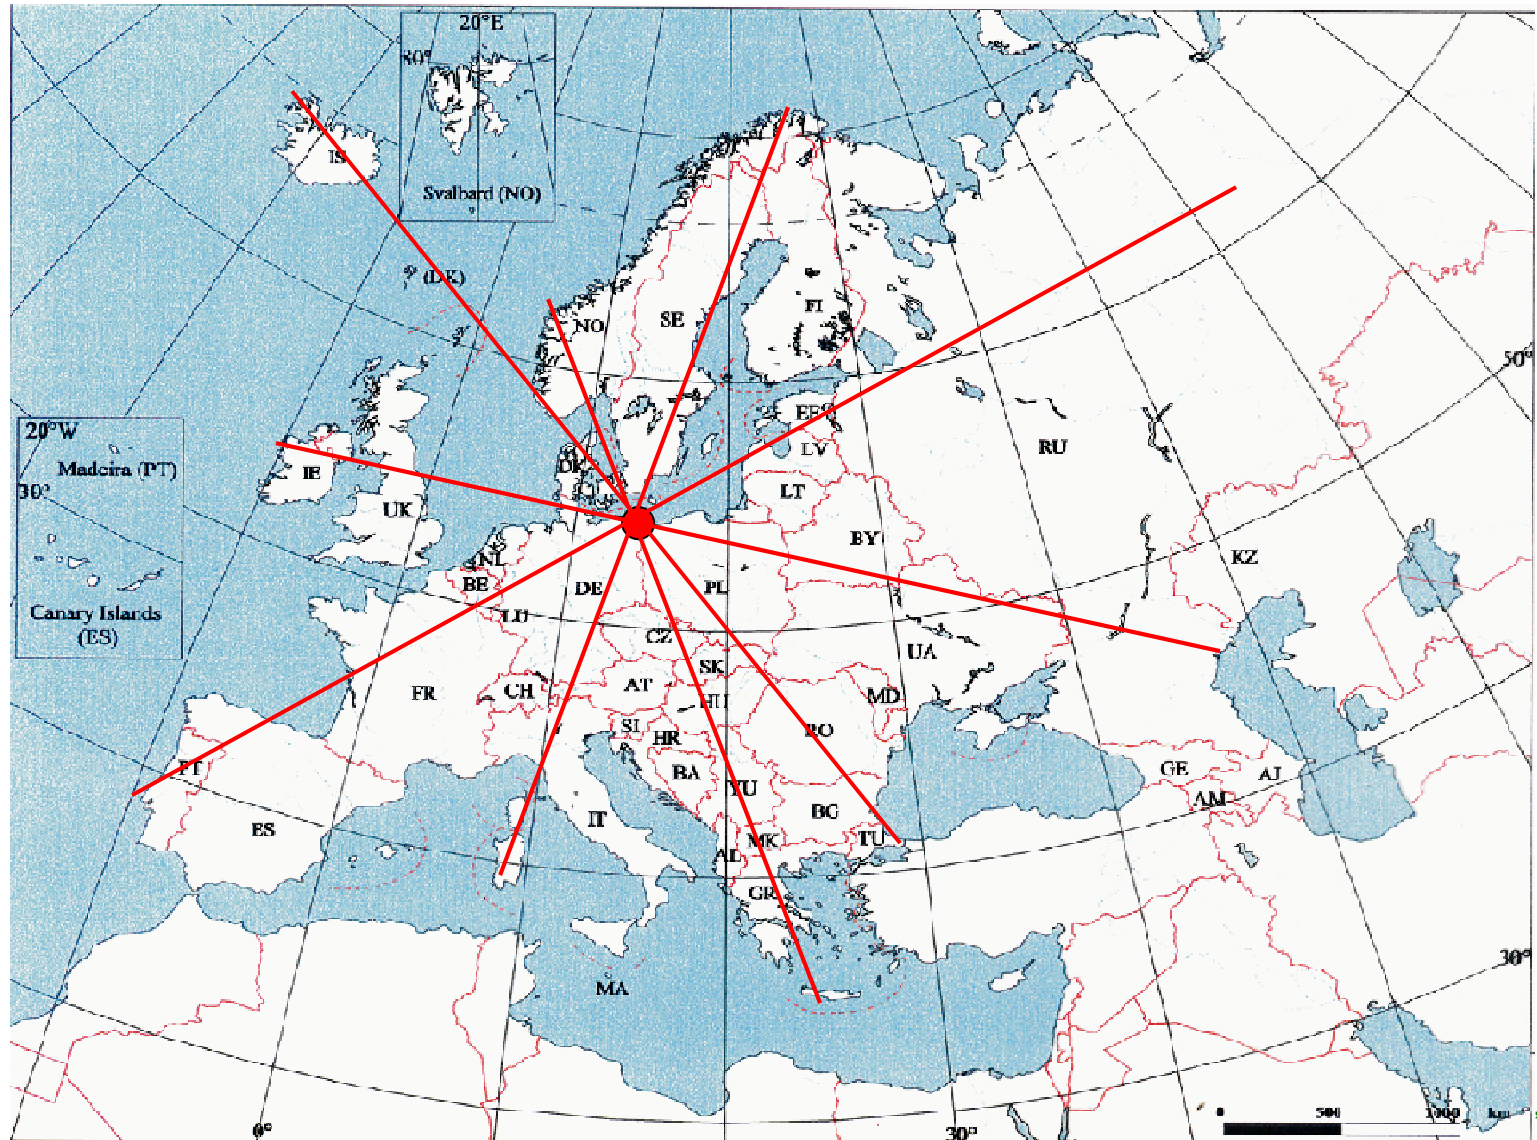 20°E
80°
IS
Svalbard (NO)
(DK)
NO
SE
FI
50°
20°W
Madeira (PT)
30°
IE
UK
DK
EE
LV
RU
LT
BY
KZ
NL
BE
DE
PL
LU
Canary Islands
(ES)
CZ
UA
SK
FR
CH
AT
HU
MD
SI
HR
RO
PT
BA
YU
GE
AJ
AM
ES
IT
BG
MK
TU
AL
GR
30°
MA
0
500
1000
km
0°
30°